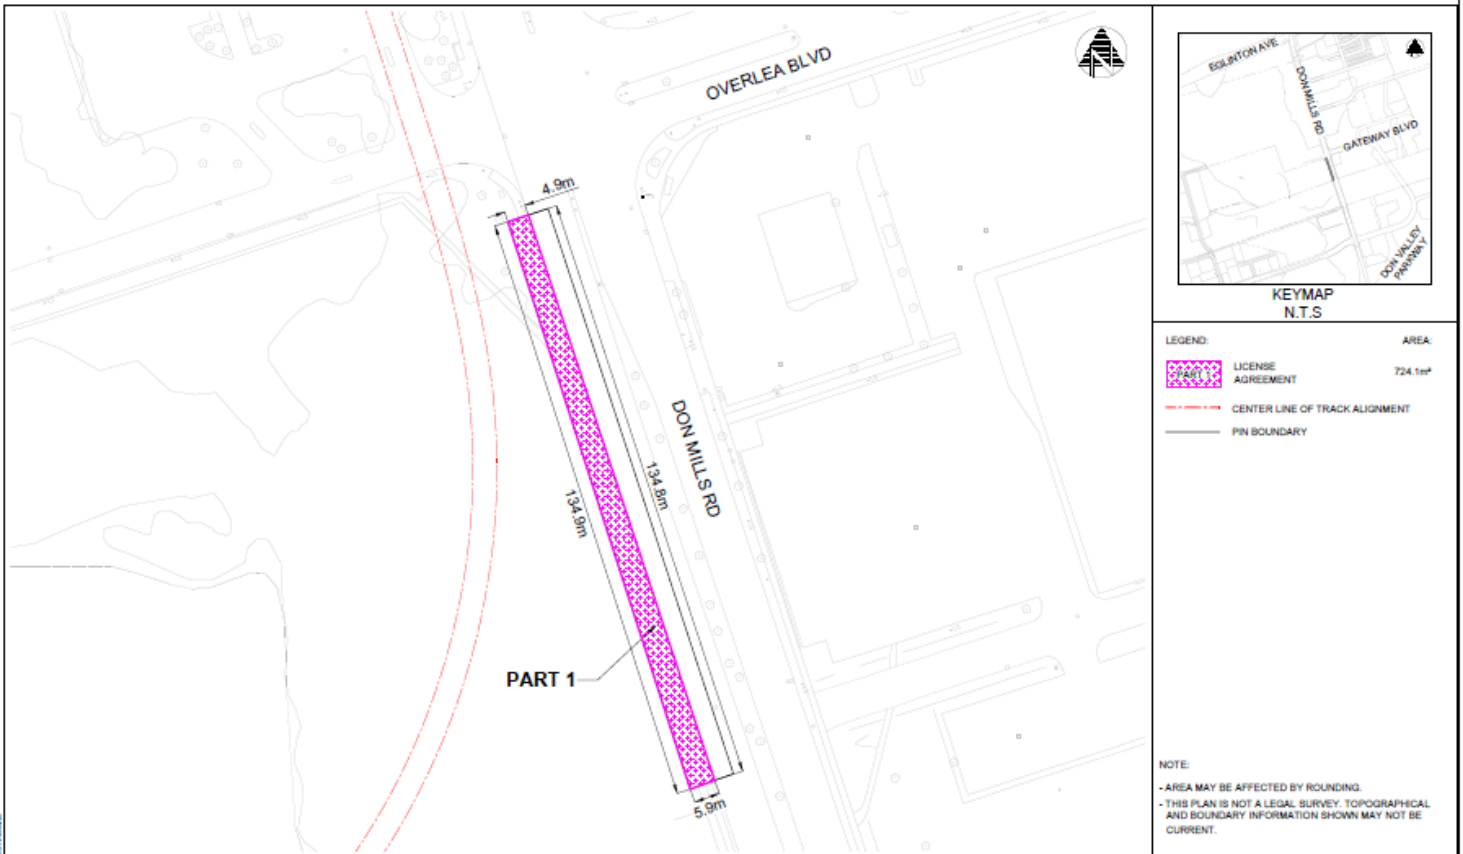 OVERLEA BLVD
N
4.9m
134.8m
134.9m
DON MILLS RD
PART 1
5.9m
EGLINTON AVE
DON MILLS RD
GATEWAY BLVD
DON VALLEY
PARKWAY
KEYMAP
N.T.S
LEGEND:
AREA:
PART 1
LICENSE
AGREEMENT
724.1m²
CENTER LINE OF TRACK ALIGNMENT
PIN BOUNDARY
NOTE:
- AREA MAY BE AFFECTED BY ROUNDING.
- THIS PLAN IS NOT A LEGAL SURVEY. TOPOGRAPHICAL
AND BOUNDARY INFORMATION SHOWN MAY NOT BE
CURRENT.